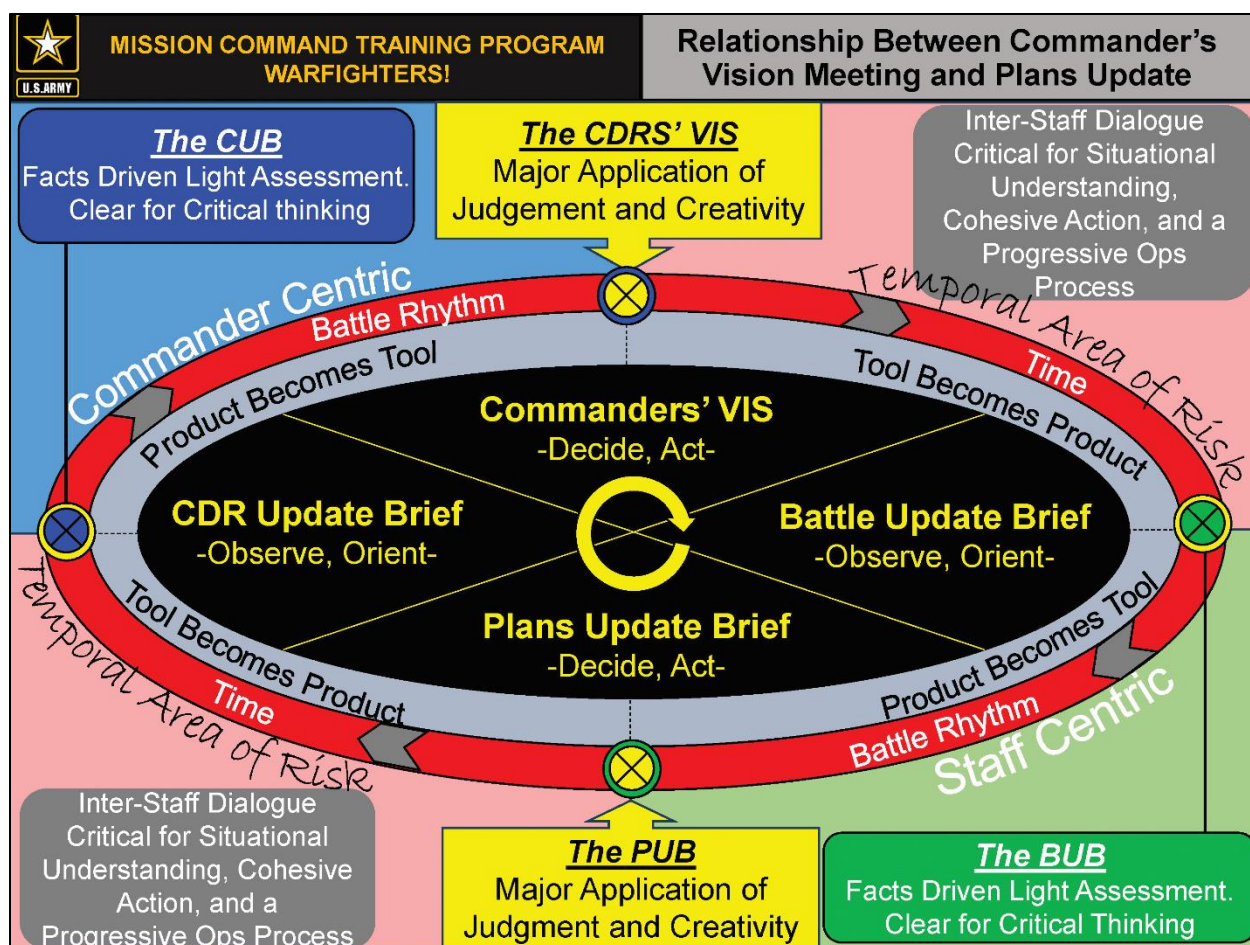 U.S.ARMY
MISSION COMMAND TRAINING PROGRAM
WARFIGHTERS!
Relationship Between Commander's
Vision Meeting and Plans Update
The CUB
Facts Driven Light Assessment.
Clear for Critical thinking
The CDRS' VIS
Major Application of
Judgement and Creativity
Inter-Staff Dialogue
Critical for Situational
Understanding,
Cohesive Action, and a
Progressive Ops
Process
Commander Centric
Battle Rhythm
Product Becomes Tool
Temporal Area of Risk
Time
Tool Becomes Product
Commanders' VIS
-Decide, Act-
CDR Update Brief
-Observe, Orient-
Battle Update Brief
-Observe, Orient-
Plans Update Brief
-Decide, Act-
Tool Becomes Product
Time
Temporal Area of Risk
Product Becomes Tool
Battle Rhythm
Staff Centric
Inter-Staff Dialogue
Critical for Situational
Understanding, Cohesive
Action, and a
Progressive Ops Process
The PUB
Major Application of
Judgment and Creativity
The BUB
Facts Driven Light Assessment.
Clear for Critical Thinking